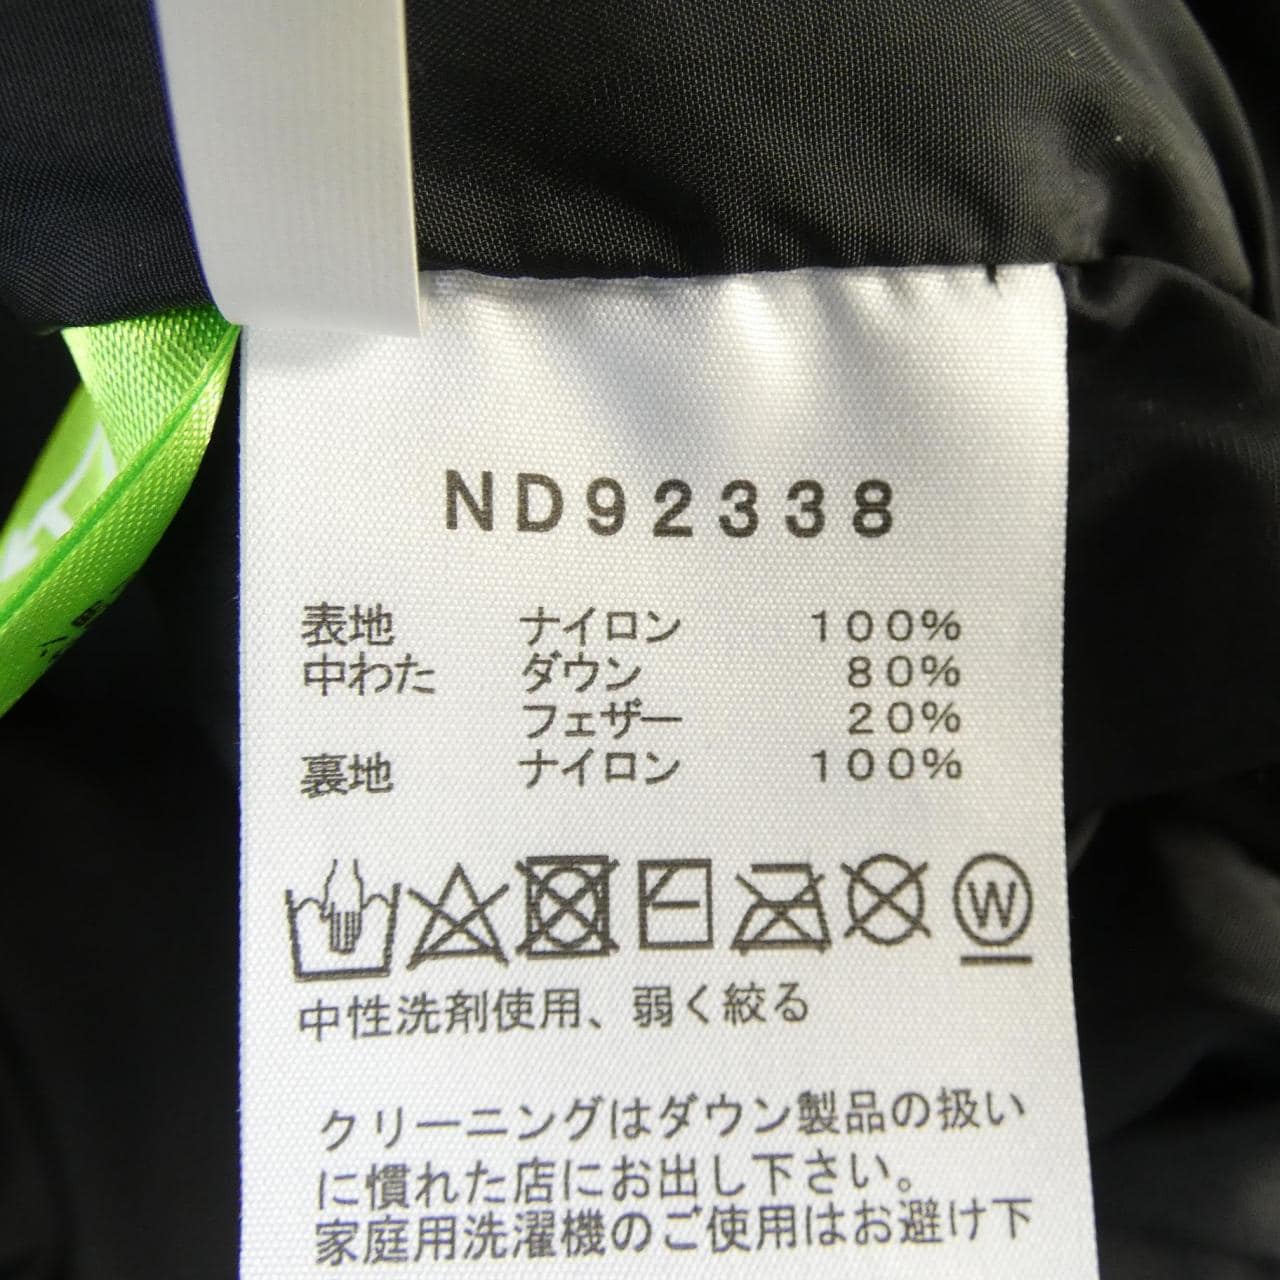 ND92338
表地 ナイロン 100%
中わた ダウン 80%
フェザー 20%
裏地 ナイロン 100%
W
中性洗剤使用、弱く絞る
クリーニングはダウン製品の扱い
に慣れた店にお出し下さい。
家庭用洗濯機のご使用はお避け下